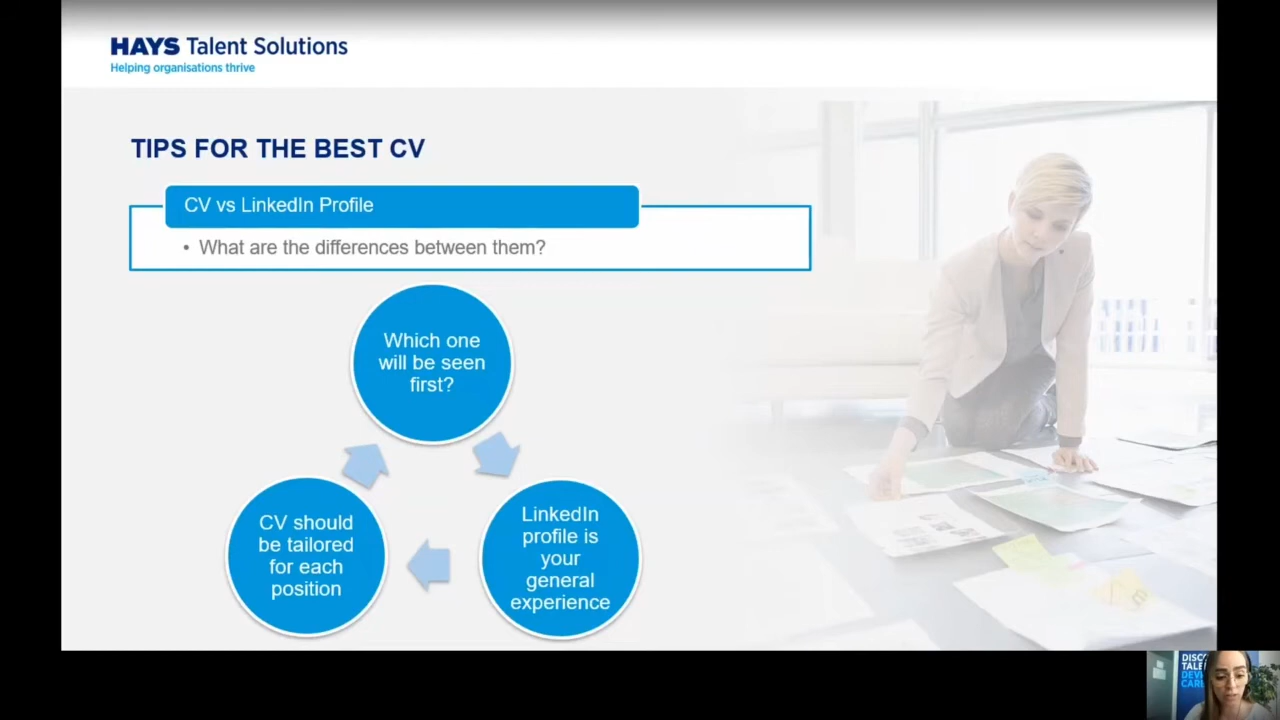 HAYS Talent Solutions
Helping organisations thrive
TIPS FOR THE BEST CV
CV vs LinkedIn Profile
• What are the differences between them?
Which one
will be seen
first?
CV should
be tailored
for each
position
LinkedIn
profile is
your
general
experience